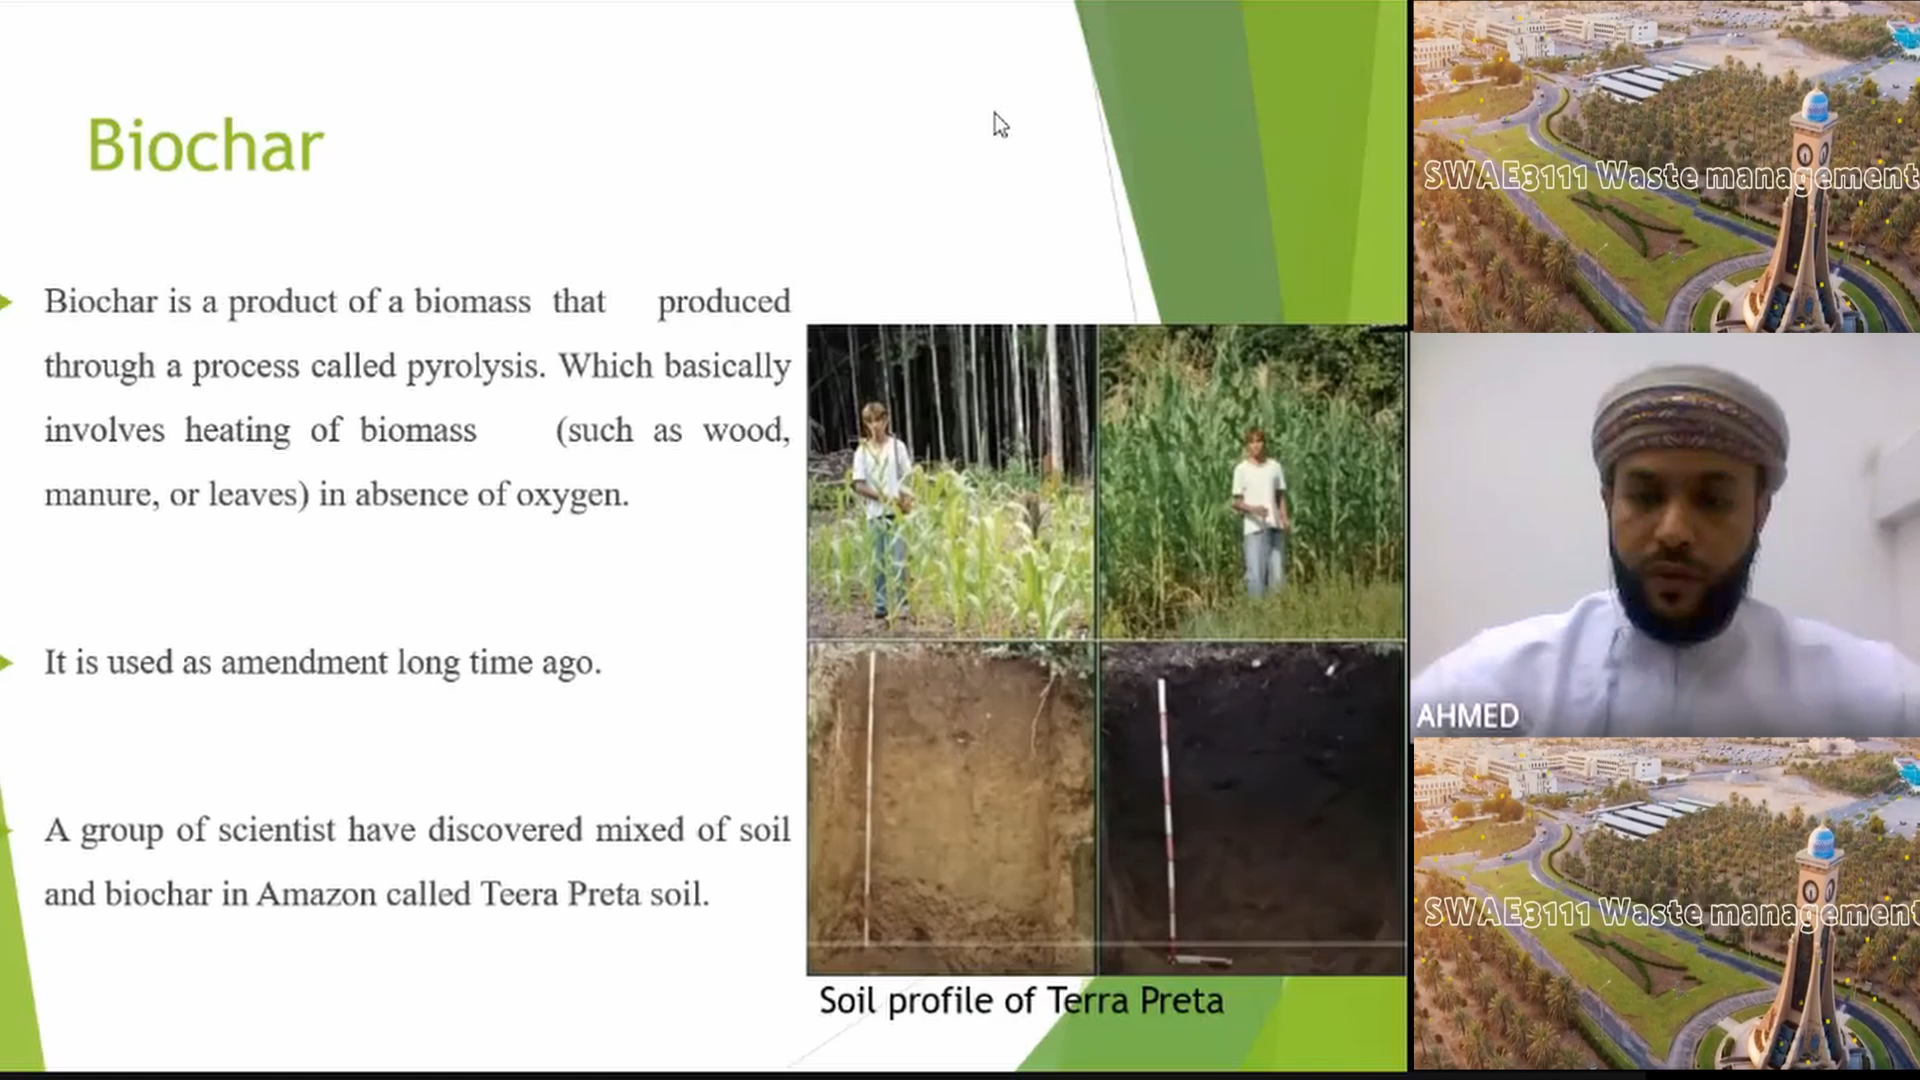 Biochar
Biochar is a product of a biomass that produced
through a process called pyrolysis. Which basically
involves heating of biomass (such as wood,
manure, or leaves) in absence of oxygen.
It is used as amendment long time ago.
A group of scientist have discovered mixed of soil
and biochar in Amazon called Teera Preta soil.
Soil profile of Terra Preta
SWAE3111 Waste management
AHMED
SWAE3111 Waste management